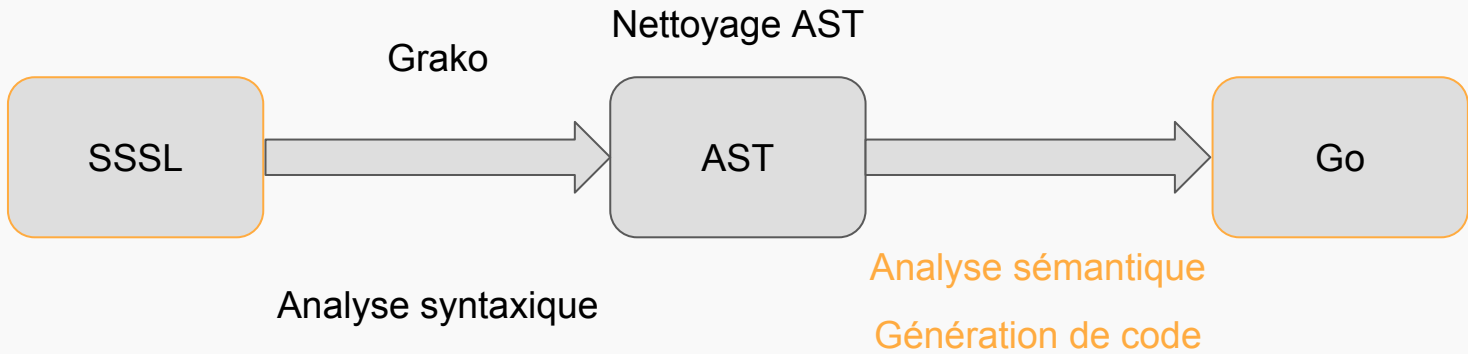 Nettoyage AST
Grako
SSSL
AST
Go
Analyse syntaxique
Analyse sémantique
Génération de code